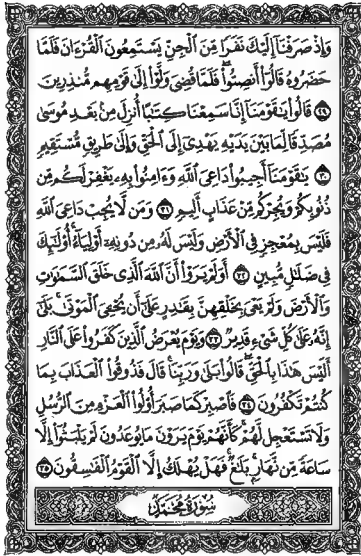 وَإِذْ صَرَفْنَا إِلَيْكَ نَفَرًا مِّنَ ٱلْجِنِّ يَسْتَمِعُونَ ٱلْقُرْءَانَ فَلَمَّا
حَضَرُوهُ قَالُوٓا۟ أَنصِتُوا۟ فَلَمَّا قُضِىَ وَلَّوْا۟ إِلَىٰ قَوْمِهِم مُّنذِرِينَ
٢٩ قَالُوا۟ يَٰقَوْمَنَآ إِنَّا سَمِعْنَا كِتَٰبًا أُنزِلَ مِنۢ بَعْدِ مُوسَىٰ
مُصَدِّقًا لِّمَا بَيْنَ يَدَيْهِ يَهْدِىٓ إِلَى ٱلْحَقِّ وَإِلَىٰ طَرِيقٍ مُّسْتَقِيمٍ
٣٠ يَٰقَوْمَنَآ أَجِيبُوا۟ دَاعِىَ ٱللَّهِ وَءَامِنُوا۟ بِهِۦ يَغْفِرْ لَكُم مِّن
ذُنُوبِكُمْ وَيُجِرْكُم مِّنْ عَذَابٍ أَلِيمٍ ٣١ وَمَن لَّا يُجِبْ دَاعِىَ ٱللَّهِ
فَلَيْسَ بِمُعْجِزٍ فِى ٱلْأَرْضِ وَلَيْسَ لَهُۥ مِن دُونِهِۦٓ أَوْلِيَآءُ أُو۟لَٰٓئِكَ
فِى ضَلَٰلٍ مُّبِينٍ ٣٢ أَوَلَمْ يَرَوْا۟ أَنَّ ٱللَّهَ ٱلَّذِى خَلَقَ ٱلسَّمَٰوَٰتِ
وَٱلْأَرْضَ وَلَمْ يَعْىَ بِخَلْقِهِنَّ بِقَٰدِرٍ عَلَىٰٓ أَن يُحْۦِىَ ٱلْمَوْتَىٰ بَلَىٰٓ
إِنَّهُۥ عَلَىٰ كُلِّ شَىْءٍ قَدِيرٌ ٣٣ وَيَوْمَ يُعْرَضُ ٱلَّذِينَ كَفَرُوا۟ عَلَى ٱلنَّارِ
أَلَيْسَ هَٰذَا بِٱلْحَقِّ قَالُوا۟ بَلَىٰ وَرَبِّنَا قَالَ فَذُوقُوا۟ ٱلْعَذَابَ بِمَا
كُنتُمْ تَكْفُرُونَ ٣٤ فَٱصْبِرْ كَمَا صَبَرَ أُو۟لُوا۟ ٱلْعَزْمِ مِنَ ٱلرُّسُلِ
وَلَا تَسْتَعْجِل لَّهُمْ كَأَنَّهُمْ يَوْمَ يَرَوْنَ مَا يُوعَدُونَ لَمْ يَلْبَثُوٓا۟ إِلَّا
سَاعَةً مِّن نَّهَارٍۭ بَلَٰغٌ فَهَلْ يُهْلَكُ إِلَّا ٱلْقَوْمُ ٱلْفَٰسِقُونَ ٣٥
سُورَةُ مُحَمَّدٍ